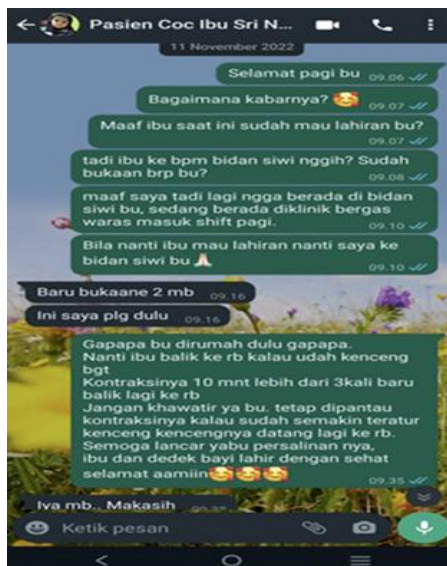 Pasien Coc Ibu Sri N...
11 November 2022
Selamat pagi bu 09.06
Bagaimana kabarnya? 09.07
Maaf ibu saat ini sudah mau lahiran bu?
09.07
tadi ibu ke bpm bidan siwi nggih? Sudah
bukaan brp bu? 09.08
maaf saya tadi lagi ngga berada di bidan
siwi bu, sedang berada diklinik bergas
waras masuk shift pagi. 09.10
Bila nanti ibu mau lahiran nanti saya ke
bidan siwi bu 09.10
Baru bukaane 2 mb 09.16
Ini saya plg dulu 09.16
Gapapa bu dirumah dulu gapapa.
Nanti ibu balik ke rb kalau udah kenceng
bgt
Kontraksinya 10 mnt lebih dari 3kali baru
balik lagi ke rb
Jangan khawatir ya bu. tetap dipantau
kontraksinya kalau sudah semakin teratur
kenceng kencengnya datang lagi ke rb.
Semoga lancar yabu persalinan nya,
ibu dan dedek bayi lahir dengan sehat
selamat aamiin 09.35
Iya mb.. Makasih
Ketik pesan